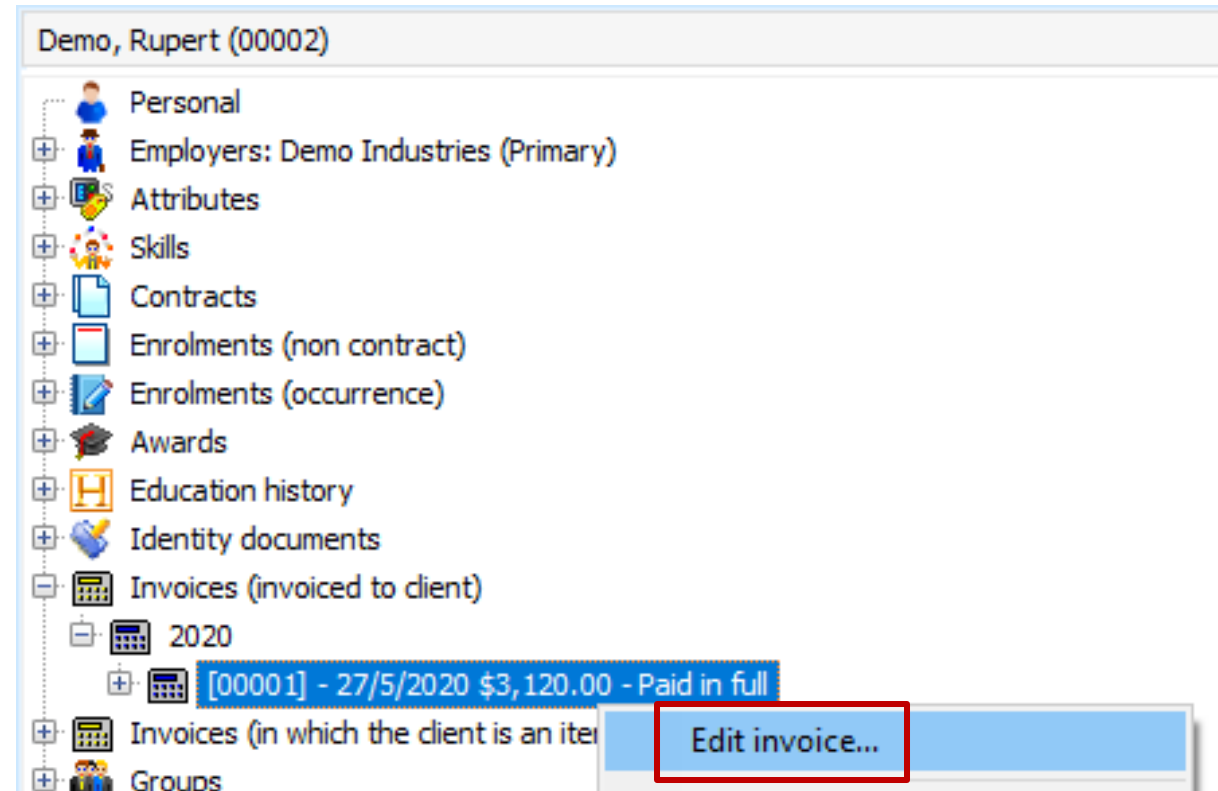 Demo, Rupert (00002)
Personal
Employers: Demo Industries (Primary)
Attributes
Skills
Contracts
Enrolments (non contract)
Enrolments (occurrence)
Awards
H Education history
Identity documents
Invoices (invoiced to client)
2020
[00001] - 27/5/2020 $3,120.00 - Paid in full
Invoices (in which the client is an ite
Edit invoice...
Groups